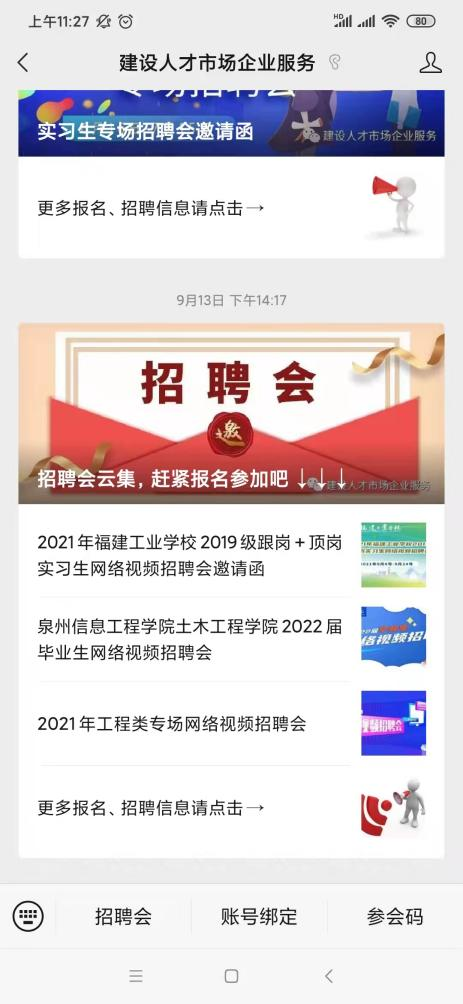 上午11:27
HD
80
建设人才市场企业服务
实习生专场招聘会邀请函
建设人才市场企业服务
更多报名、招聘信息请点击→
9月13日 下午14:17
招聘会
邀
招聘会云集，赶紧报名参加吧 ↓↓↓
建设人才市场企业服务
2021年福建工业学校2019级跟岗+顶岗
实习生网络视频招聘会邀请函
泉州信息工程学院土木工程学院2022届
毕业生网络视频招聘会
2021年工程类专场网络视频招聘会
更多报名、招聘信息请点击→
招聘会
账号绑定
参会码